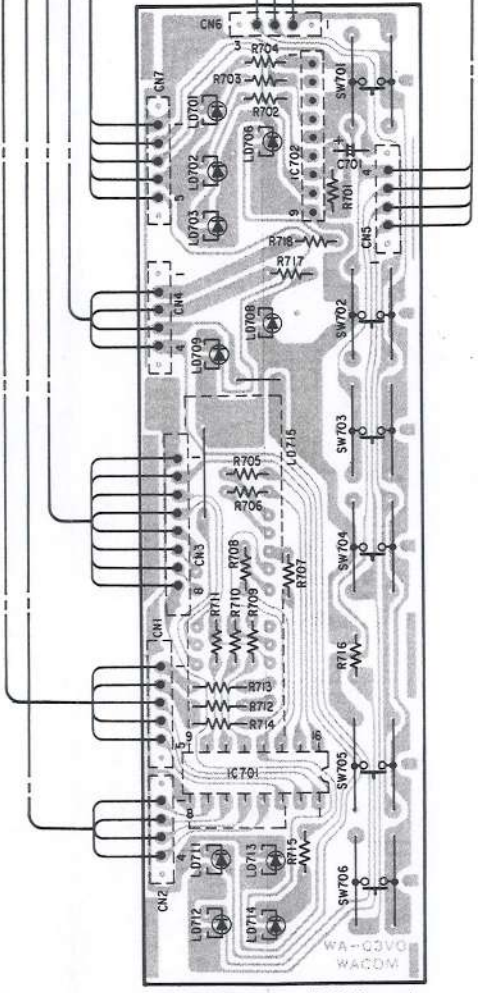 CN6
3
1
R704
CN7
R703
SW701
LD701
R702
1
LD706
IC702
C701
LD702
4
R701
5
LD703
9
CN5
R718
1
1
R717
CN4
LD708
SW702
4
LD709
SW703
LD715
1
R705
R706
SW704
CN3
R708
R707
8
R711
R710
R709
CN1
1
R716
R713
R712
R714
5
9
16
IC701
SW705
1
8
1
4
LD711
LD713
R715
CN2
SW706
LD712
LD714
WA-03VO
WACOM